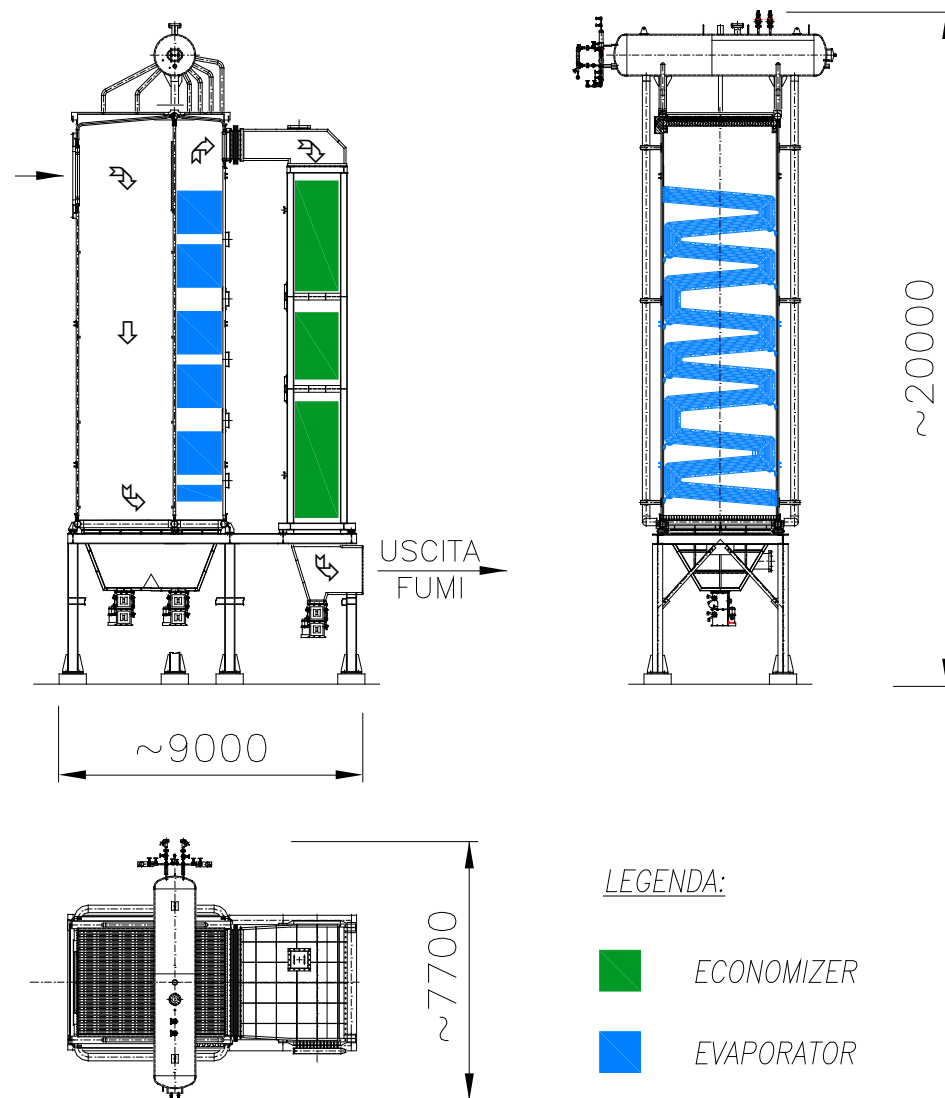 USCITA
FUMI
~20000
~9000
~7700
LEGENDA:
ECONOMIZER
EVAPORATOR